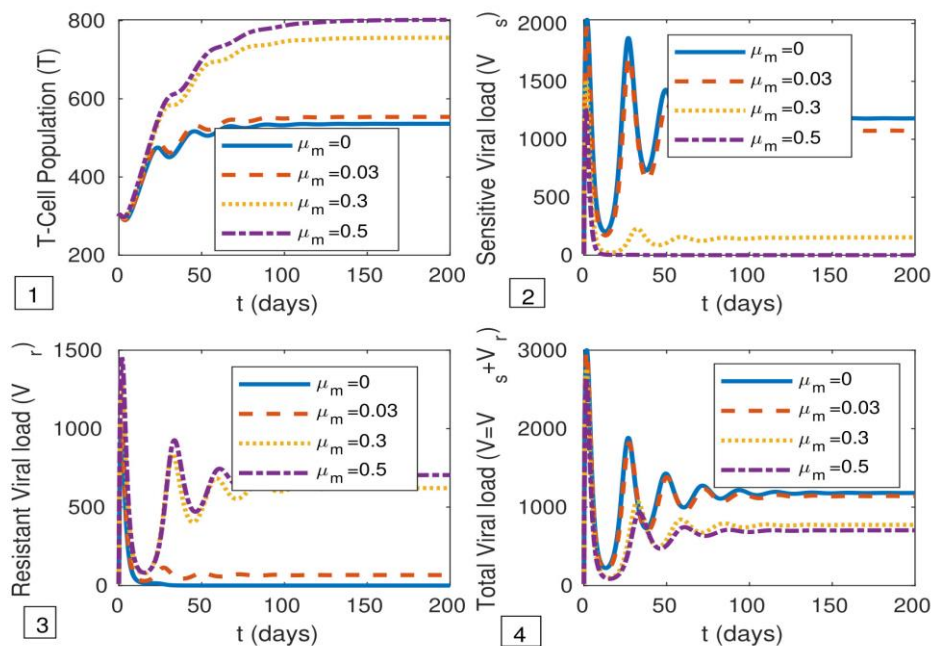 T-Cell Population (T)
800
600
400
200
μm=0
μm=0.03
μm=0.3
μm=0.5
0 50 100 150 200
t (days)
1
Sensitive Viral load (Vs)
2000
1500
1000
500
0
μm=0
μm=0.03
μm=0.3
μm=0.5
0 50 100 150 200
t (days)
2
Resistant Viral load (Vr)
1500
1000
500
0
μm=0
μm=0.03
μm=0.3
μm=0.5
0 50 100 150 200
t (days)
3
Total Viral load (V=Vs+Vr)
3000
2000
1000
0
μm=0
μm=0.03
μm=0.3
μm=0.5
0 50 100 150 200
t (days)
4